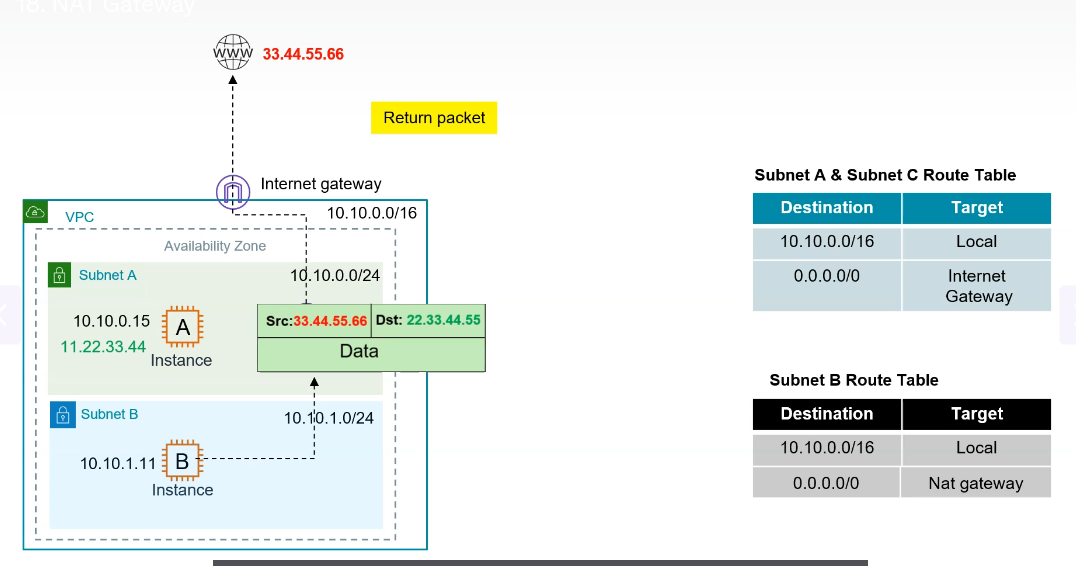 18. NAT Gateway
www
33.44.55.66
Return packet
Internet gateway
10.10.0.0/16
VPC
Availability Zone
Subnet A
10.10.0.0/24
10.10.0.15
A
11.22.33.44
Instance
Src:33.44.55.66
Dst: 22.33.44.55
Data
Subnet B
10.10.1.0/24
10.10.1.11
B
Instance
Subnet A & Subnet C Route Table
Destination Target
10.10.0.0/16 Local
0.0.0.0/0 Internet
Gateway
Subnet B Route Table
Destination Target
10.10.0.0/16 Local
0.0.0.0/0 Nat gateway